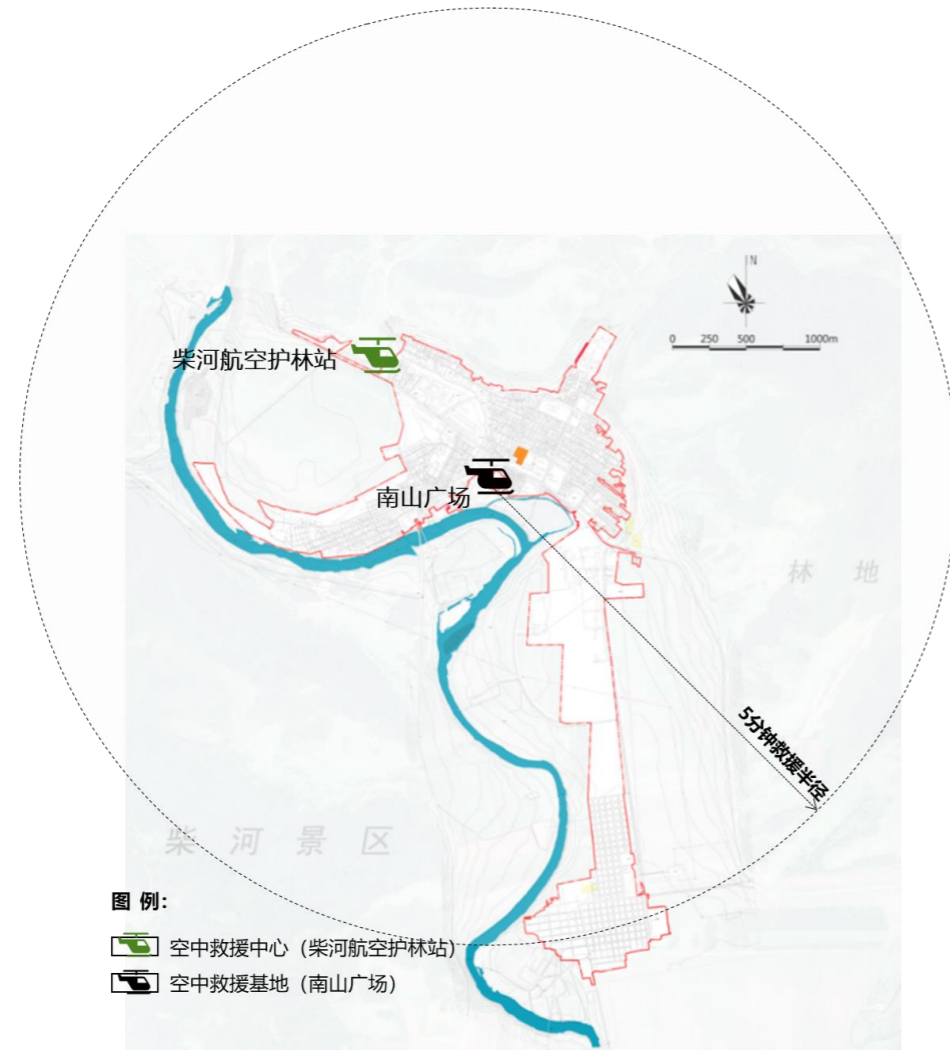 N
0 250 500 1000m
柴河航空护林站
南山广场
林 地
5分钟救援半径
柴 河 景 区
图 例：
空中救援中心（柴河航空护林站）
空中救援基地（南山广场）